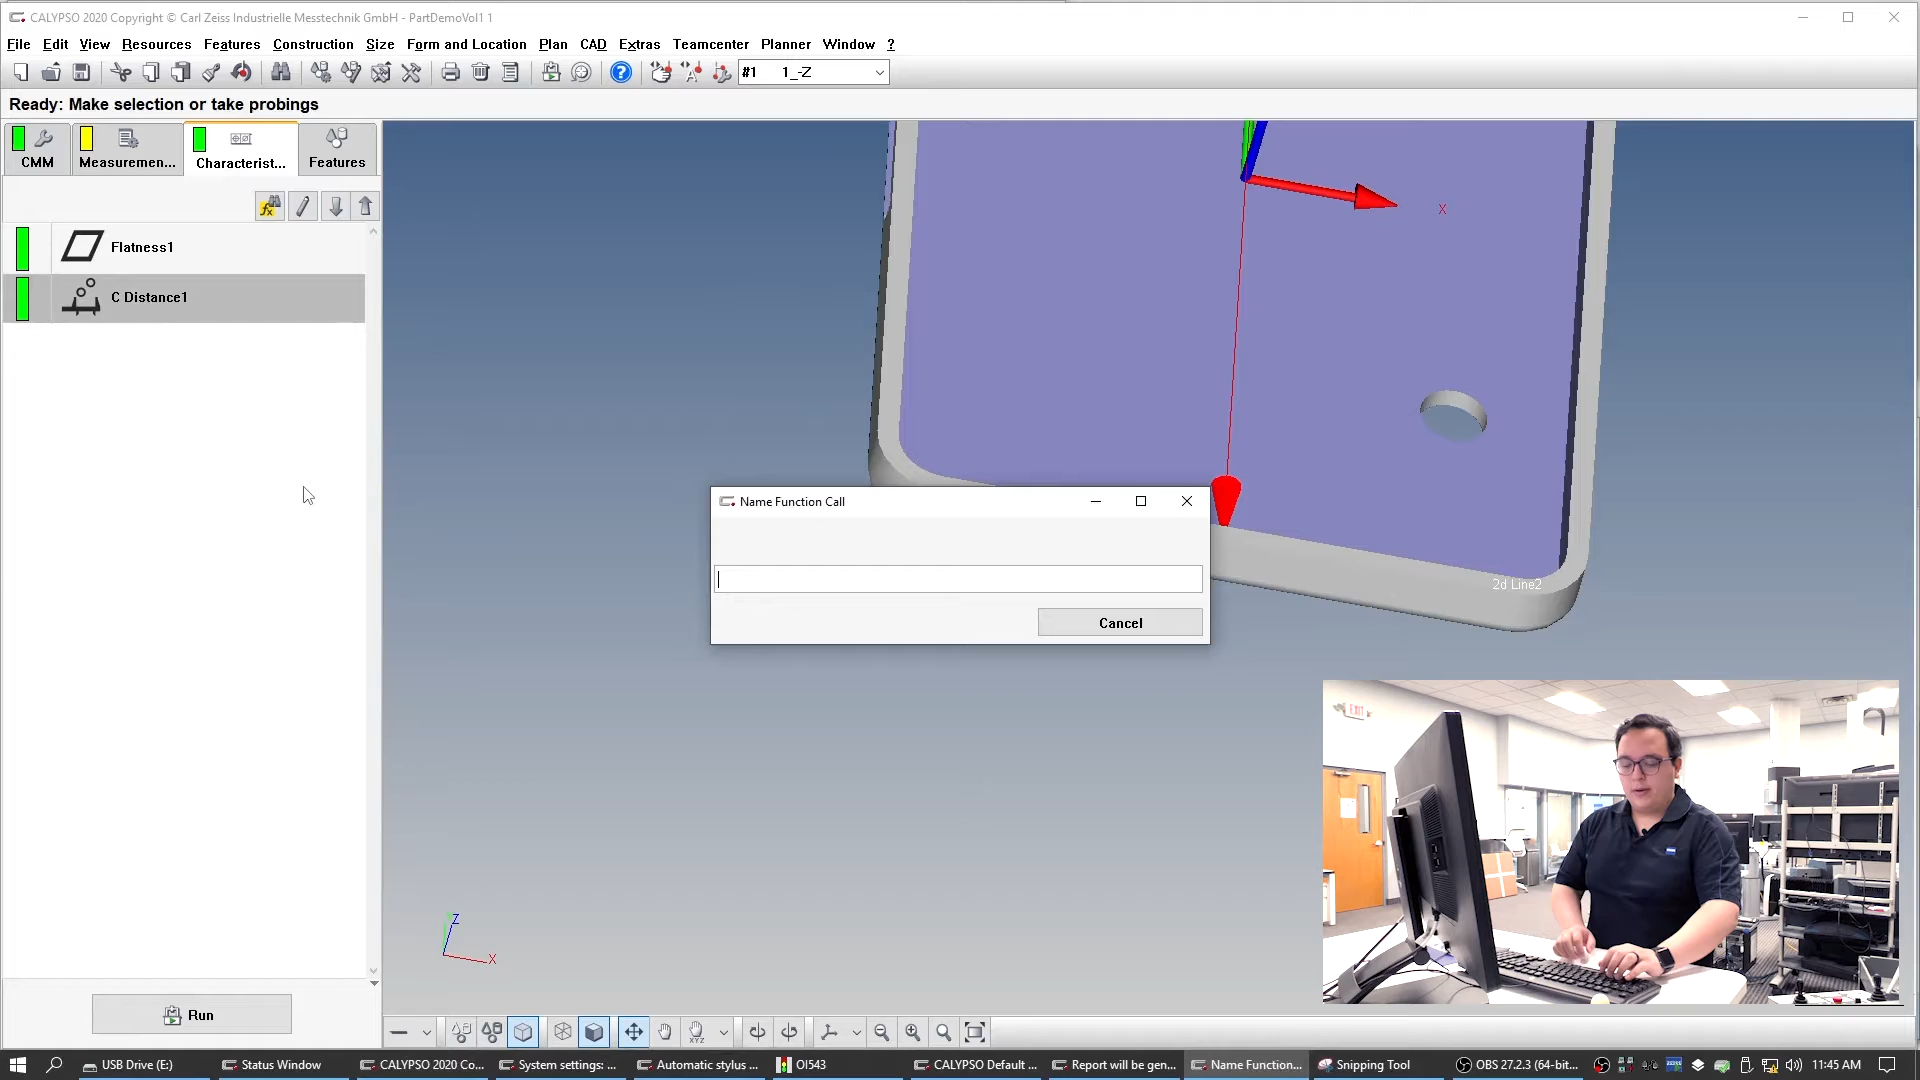 CALYPSO 2020 Copyright © Carl Zeiss Industrielle Messtechnik GmbH - PartDemoVol1 1
File Edit View Resources Features Construction Size Form and Location Plan CAD Extras Teamcenter Planner Window ?
#1 1_-Z
Ready: Make selection or take probings
CMM Measuremen... Characterist... Features
fx
Flatness1
C Distance1
X
Name Function Call
2d Line2
Cancel
EXIT
Z
X
Run
XYZ
USB Drive (E:) Status Window CALYPSO 2020 Co... System settings: ... Automatic stylus ... OI543 CALYPSO Default ... Report will be gen... Name Function... Snipping Tool OBS 27.2.3 (64-bit... 11:45 AM